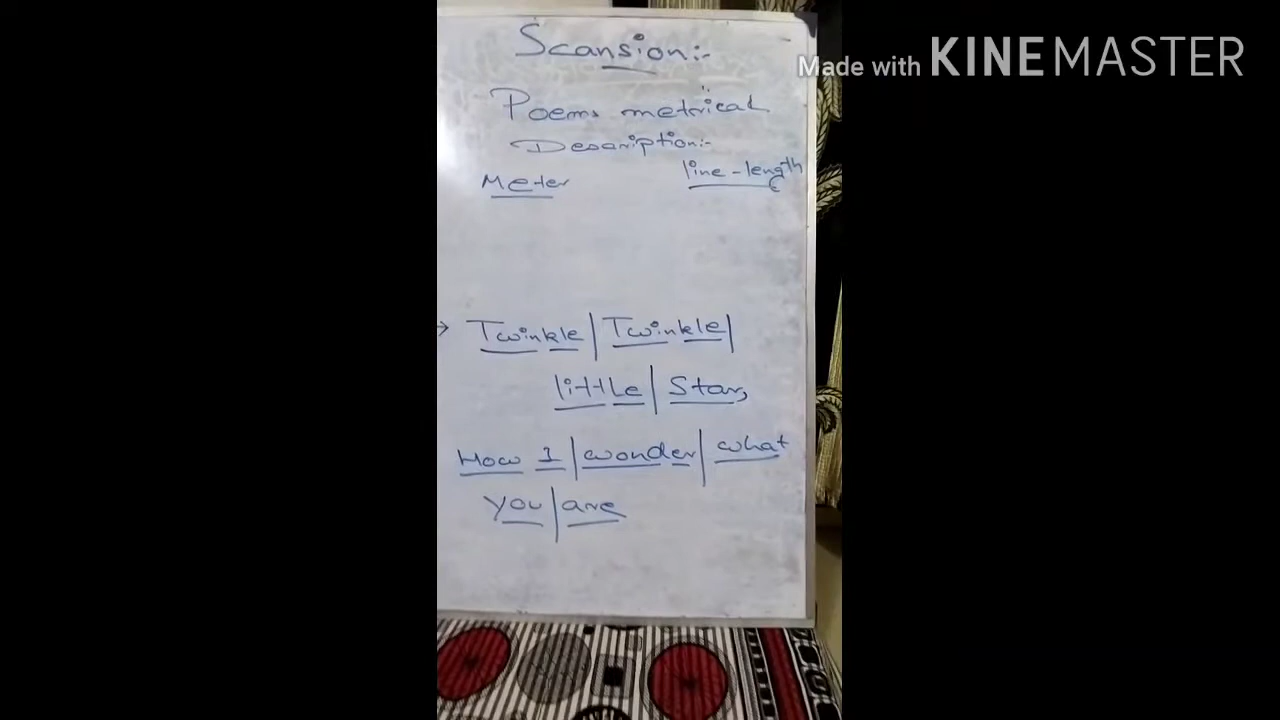 Scansion:-
Made with KINEMASTER
Poems metrical
Description:-
Meter line-length
→ Twinkle | Twinkle |
little | Star,
How I | wonder | what
you | are